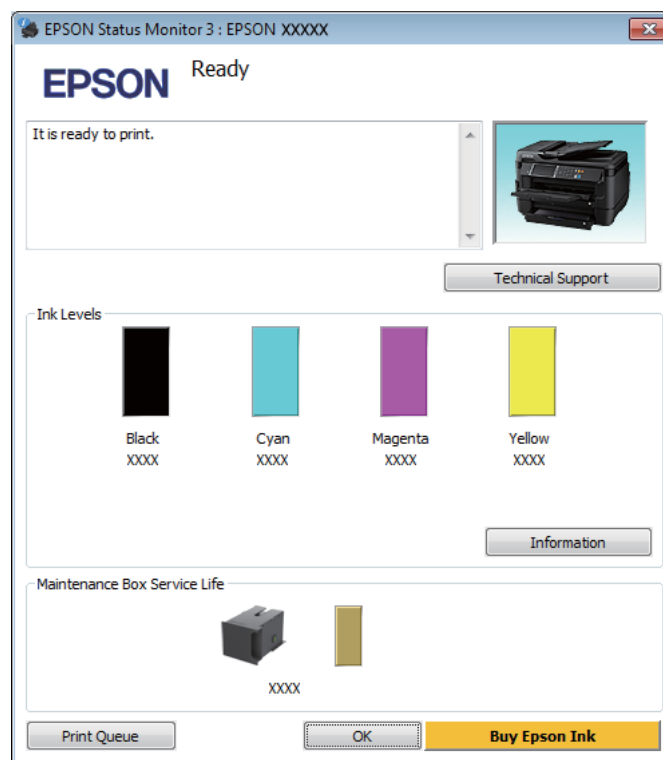 EPSON Status Monitor 3 : EPSON XXXXX
EPSON
Ready
It is ready to print.
Technical Support
Ink Levels
Black Cyan Magenta Yellow
XXXX XXXX XXXX XXXX
Information
Maintenance Box Service Life
XXXX
Print Queue OK Buy Epson Ink